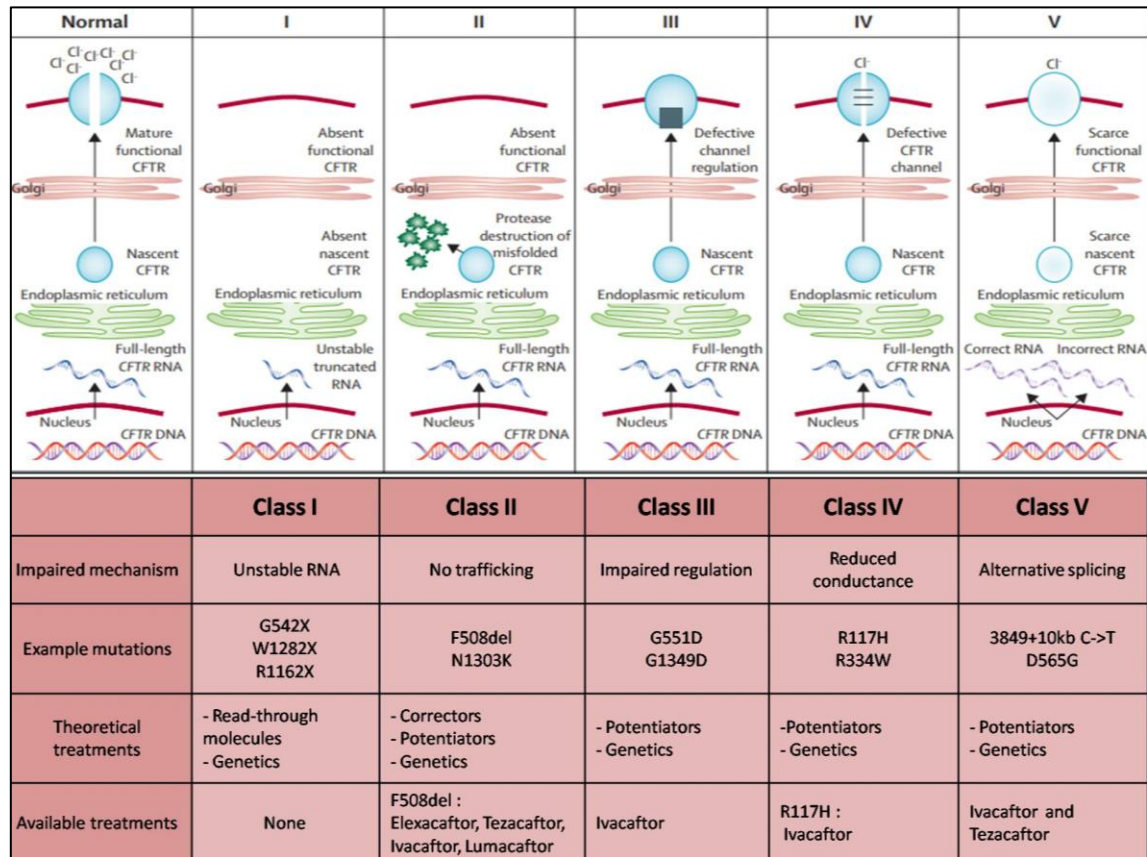 Normal
I
II
III
IV
V
Cl- Cl- Cl- Cl-
Cl- Cl- Cl-
Cl-
Mature
functional
CFTR
Golgi
Nascent
CFTR
Endoplasmic reticulum
Full-length
CFTR RNA
Nucleus
CFTR DNA
Absent
functional
CFTR
Golgi
Absent
nascent
CFTR
Endoplasmic reticulum
Unstable
truncated
RNA
Nucleus
CFTR DNA
Absent
functional
CFTR
Golgi
Protease
destruction of
misfolded
CFTR
Endoplasmic reticulum
Full-length
CFTR RNA
Nucleus
CFTR DNA
Defective
channel
regulation
Golgi
Nascent
CFTR
Endoplasmic reticulum
Full-length
CFTR RNA
Nucleus
CFTR DNA
Cl-
Defective
CFTR
channel
Golgi
Nascent
CFTR
Endoplasmic reticulum
Full-length
CFTR RNA
Nucleus
CFTR DNA
Cl-
Scarce
functional
CFTR
Golgi
Scarce
nascent
CFTR
Endoplasmic reticulum
Correct RNA Incorrect RNA
Nucleus
CFTR DNA
Class I
Class II
Class III
Class IV
Class V
Impaired mechanism
Unstable RNA
No trafficking
Impaired regulation
Reduced
conductance
Alternative splicing
Example mutations
G542X
W1282X
R1162X
F508del
N1303K
G551D
G1349D
R117H
R334W
3849+10kb C->T
D565G
Theoretical
treatments
- Read-through
molecules
- Genetics
- Correctors
- Potentiators
- Genetics
- Potentiators
- Genetics
-Potentiators
- Genetics
- Potentiators
- Genetics
Available treatments
None
F508del :
Elexacaftor, Tezacaftor,
Ivacaftor, Lumacaftor
Ivacaftor
R117H :
Ivacaftor
Ivacaftor and
Tezacaftor